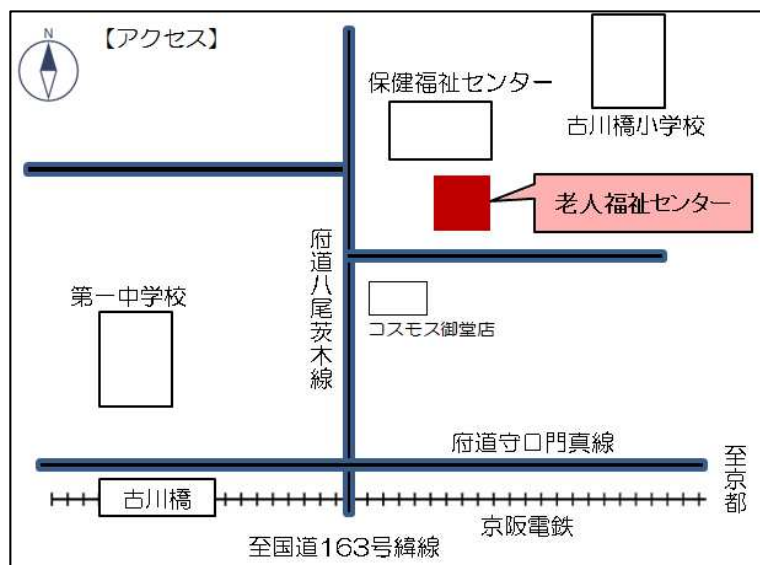 N
【アクセス】
保健福祉センター
古川橋小学校
老人福祉センター
府道八尾茨木線
第一中学校
コスモス御堂店
府道守口門真線
至京都
古川橋
京阪電鉄
至国道163号緯線